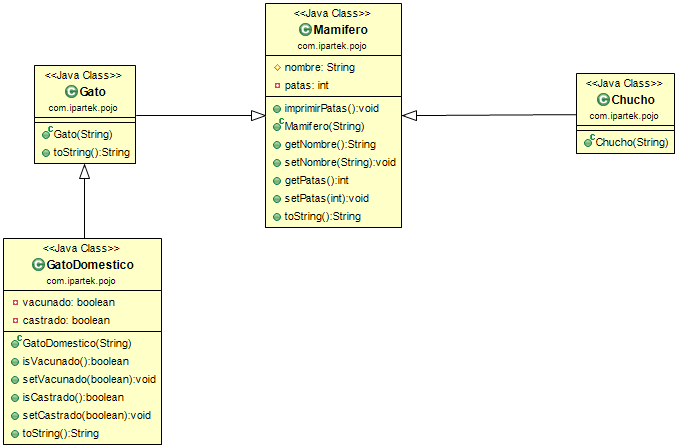 <<Java Class>>
Mamifero
com.ipartek.pojo
nombre: String
patas: int
imprimirPatas():void
Mamifero(String)
getNombre():String
setNombre(String):void
getPatas():int
setPatas(int):void
toString():String
<<Java Class>>
Gato
com.ipartek.pojo
Gato(String)
toString():String
<<Java Class>>
Chucho
com.ipartek.pojo
Chucho(String)
<<Java Class>>
GatoDomestico
com.ipartek.pojo
vacunado: boolean
castrado: boolean
GatoDomestico(String)
isVacunado():boolean
setVacunado(boolean):void
isCastrado():boolean
setCastrado(boolean):void
toString():String